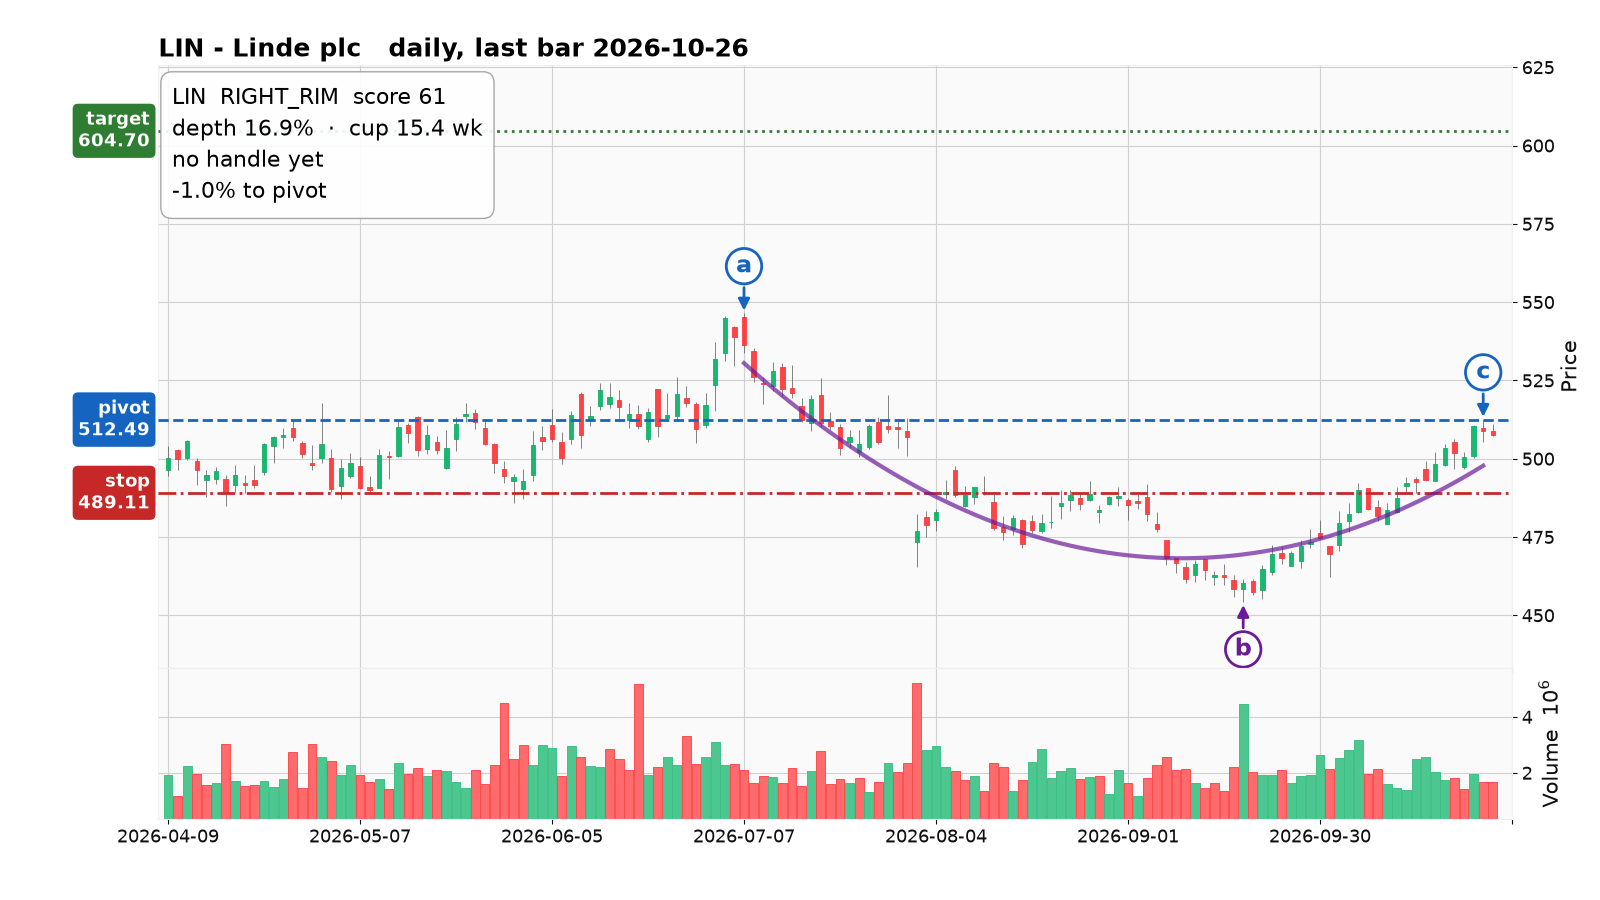 LIN - Linde plc   daily, last bar 2026-10-26
LIN  RIGHT_RIM  score 61
depth 16.9%  ·  cup 15.4 wk
no handle yet
-1.0% to pivot
target
604.70
pivot
512.49
stop
489.11
a
b
c
625
600
575
550
525
500
475
450
Price
4
2
Volume  10⁶
2026-04-09
2026-05-07
2026-06-05
2026-07-07
2026-08-04
2026-09-01
2026-09-30